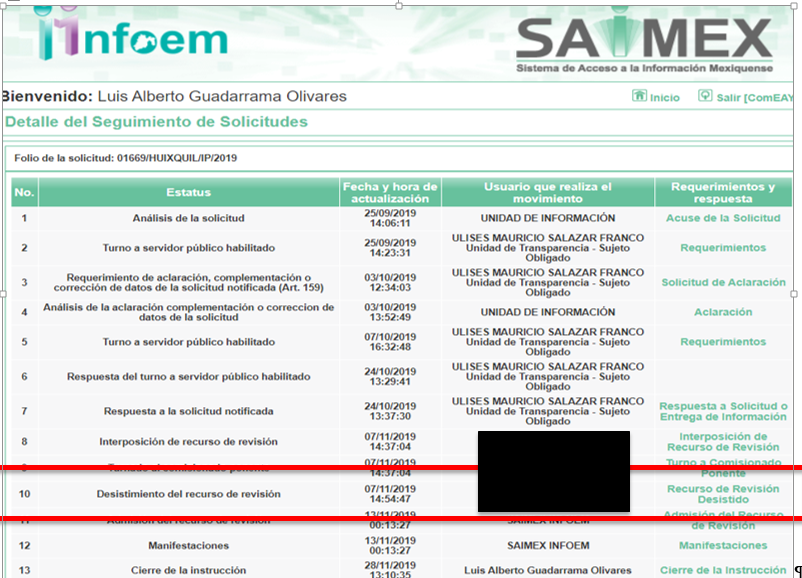 infoem
SAIMEX
Sistema de Acceso a la Información Mexiquense
Bienvenido: Luis Alberto Guadarrama Olivares
Inicio Salir [ComEAY
Detalle del Seguimiento de Solicitudes
Folio de la solicitud: 01669/HUIXQUIL/IP/2019
No. Estatus Fecha y hora de actualización Usuario que realiza el movimiento Requerimientos y respuesta
1 Análisis de la solicitud 25/09/2019 14:06:11 UNIDAD DE INFORMACIÓN Acuse de la Solicitud
2 Turno a servidor público habilitado 25/09/2019 14:23:31 ULISES MAURICIO SALAZAR FRANCO Unidad de Transparencia - Sujeto Obligado Requerimientos
3 Requerimiento de aclaración, complementación o corrección de datos de la solicitud notificada (Art. 159) 03/10/2019 12:34:03 ULISES MAURICIO SALAZAR FRANCO Unidad de Transparencia - Sujeto Obligado Solicitud de Aclaración
4 Análisis de la aclaración complementación o correccion de datos de la solicitud 03/10/2019 13:52:49 UNIDAD DE INFORMACIÓN Aclaración
5 Turno a servidor público habilitado 07/10/2019 16:32:48 ULISES MAURICIO SALAZAR FRANCO Unidad de Transparencia - Sujeto Obligado Requerimientos
6 Respuesta del turno a servidor público habilitado 24/10/2019 13:29:41 ULISES MAURICIO SALAZAR FRANCO Unidad de Transparencia - Sujeto Obligado
7 Respuesta a la solicitud notificada 24/10/2019 13:37:30 ULISES MAURICIO SALAZAR FRANCO Unidad de Transparencia - Sujeto Obligado Respuesta a Solicitud o Entrega de Información
8 Interposición de recurso de revisión 07/11/2019 14:37:04 Interposición de Recurso de Revisión
9 Turnado al comisionado ponente 07/11/2019 14:37:04 Turno a Comisionado Ponente
10 Desistimiento del recurso de revisión 07/11/2019 14:54:47 Recurso de Revisión Desistido
11 Admisión del recurso de revisión 13/11/2019 00:13:27 SAIMEX INFOEM Admisión del Recurso de Revisión
12 Manifestaciones 13/11/2019 00:13:27 SAIMEX INFOEM Manifestaciones
13 Cierre de la instrucción 28/11/2019 13:10:35 Luis Alberto Guadarrama Olivares Cierre de la Instrucción
¶